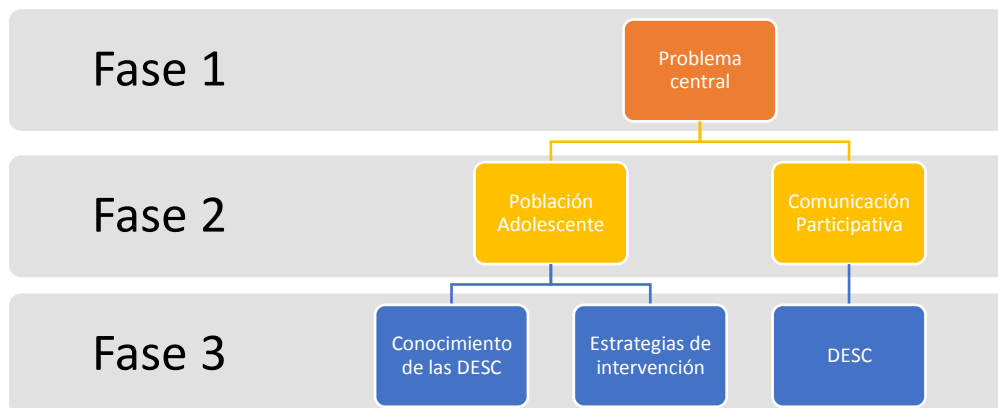 Fase 1
Problema
central
Fase 2
Población
Adolescente
Comunicación
Participativa
Fase 3
Conocimiento
de las DESC
Estrategias de
intervención
DESC